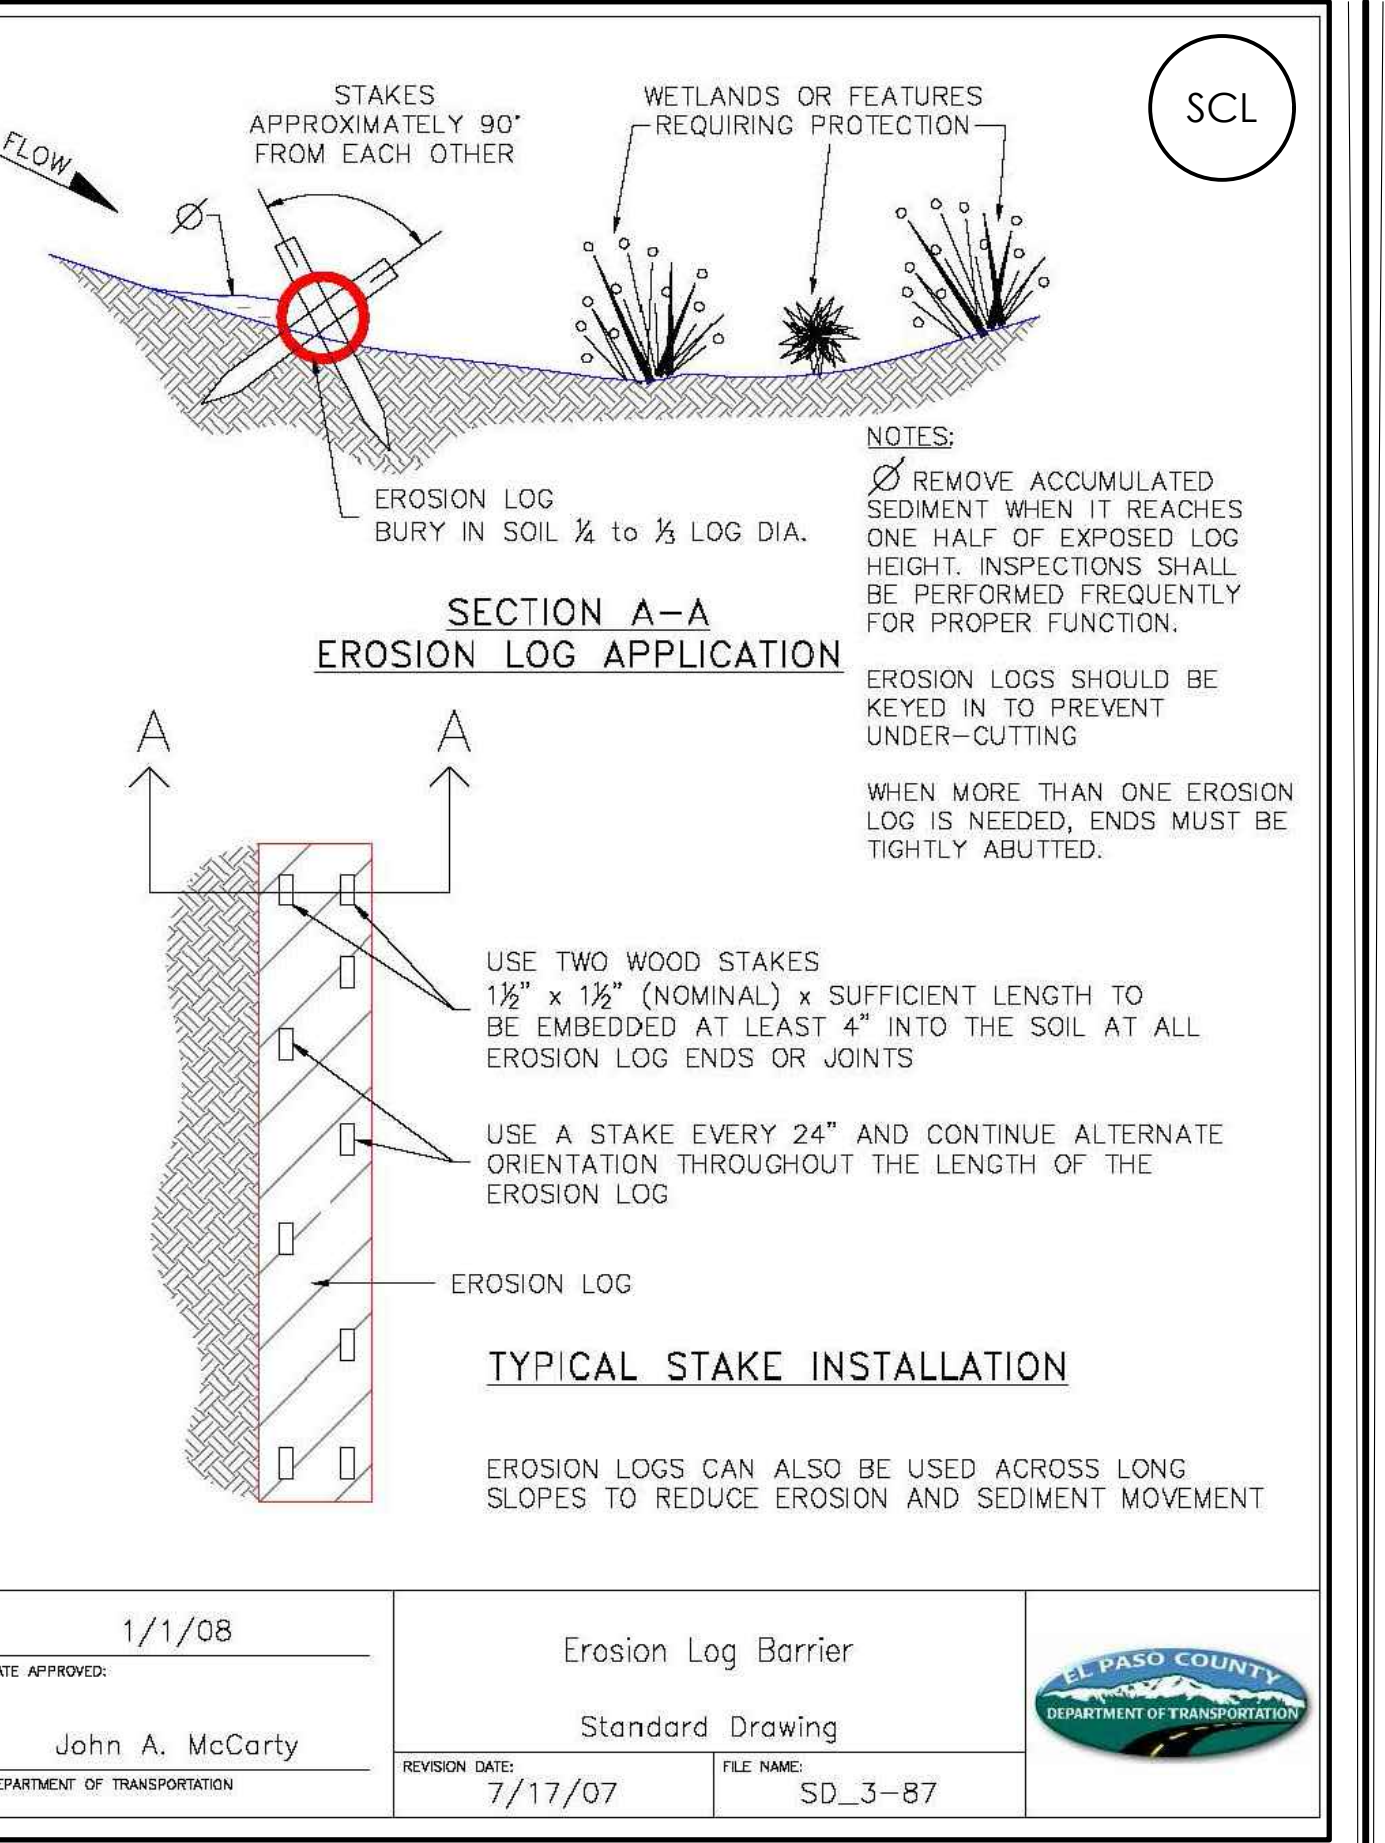 SCL
STAKES
APPROXIMATELY 90°
FROM EACH OTHER
WETLANDS OR FEATURES
REQUIRING PROTECTION
FLOW
Ø
EROSION LOG
BURY IN SOIL ¼ to ⅓ LOG DIA.
NOTES:
Ø REMOVE ACCUMULATED
SEDIMENT WHEN IT REACHES
ONE HALF OF EXPOSED LOG
HEIGHT. INSPECTIONS SHALL
BE PERFORMED FREQUENTLY
FOR PROPER FUNCTION.
EROSION LOGS SHOULD BE
KEYED IN TO PREVENT
UNDER-CUTTING
WHEN MORE THAN ONE EROSION
LOG IS NEEDED, ENDS MUST BE
TIGHTLY ABUTTED.
SECTION A-A
EROSION LOG APPLICATION
A A
USE TWO WOOD STAKES
1½" x 1½" (NOMINAL) x SUFFICIENT LENGTH TO
BE EMBEDDED AT LEAST 4" INTO THE SOIL AT ALL
EROSION LOG ENDS OR JOINTS
USE A STAKE EVERY 24" AND CONTINUE ALTERNATE
ORIENTATION THROUGHOUT THE LENGTH OF THE
EROSION LOG
EROSION LOG
TYPICAL STAKE INSTALLATION
EROSION LOGS CAN ALSO BE USED ACROSS LONG
SLOPES TO REDUCE EROSION AND SEDIMENT MOVEMENT
1/1/08
ATE APPROVED:
John A. McCarty
EPARTMENT OF TRANSPORTATION
Erosion Log Barrier
Standard Drawing
REVISION DATE:
7/17/07
FILE NAME:
SD_3-87
EL PASO COUNTY
DEPARTMENT OF TRANSPORTATION